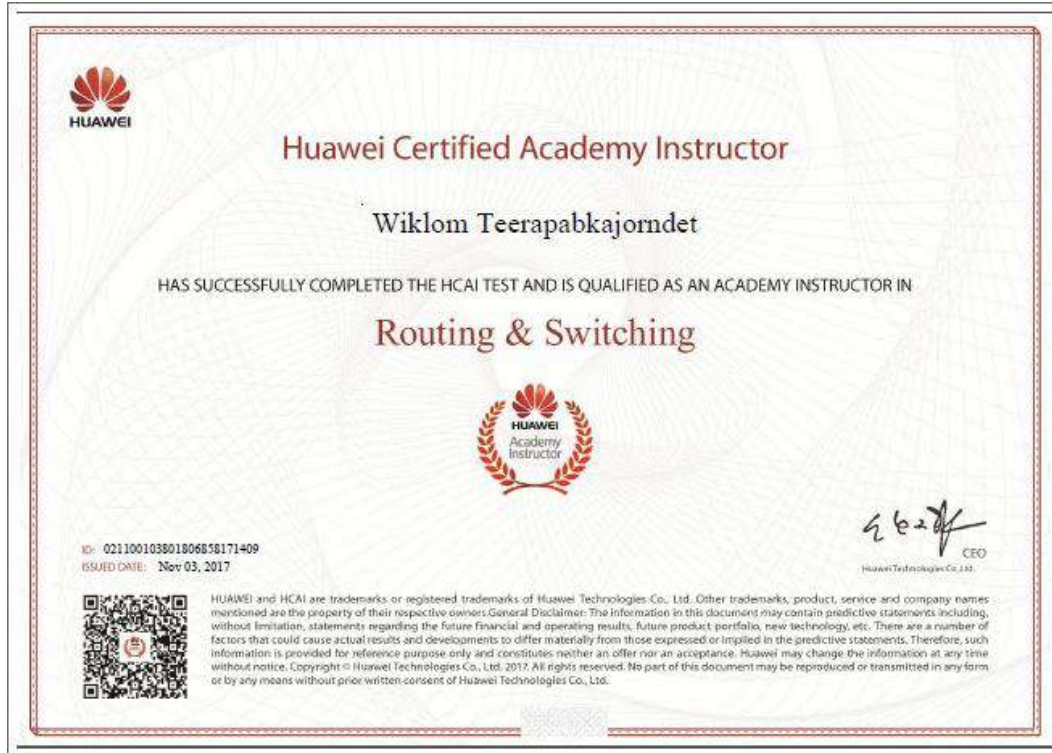 HUAWEI
Huawei Certified Academy Instructor
Wiklom Teerapabkajorndet
HAS SUCCESSFULLY COMPLETED THE HCAI TEST AND IS QUALIFIED AS AN ACADEMY INSTRUCTOR IN
Routing & Switching
HUAWEI
Academy
Instructor
CEO
Huawei Technologies Co., Ltd.
ID: 021100103801806858171409
ISSUED DATE: Nov 03, 2017
HUAWEI and HCAI are trademarks or registered trademarks of Huawei Technologies Co., Ltd. Other trademarks, product, service and company names
mentioned are the property of their respective owners.General Disclaimer: The information in this document may contain predictive statements including,
without limitation, statements regarding the future financial and operating results, future product portfolio, new technology, etc. There are a number of
factors that could cause actual results and developments to differ materially from those expressed or implied in the predictive statements. Therefore, such
information is provided for reference purpose only and constitutes neither an offer nor an acceptance. Huawei may change the information at any time
without notice. Copyright © Huawei Technologies Co., Ltd. 2017. All rights reserved. No part of this document may be reproduced or transmitted in any form
or by any means without prior written consent of Huawei Technologies Co., Ltd.